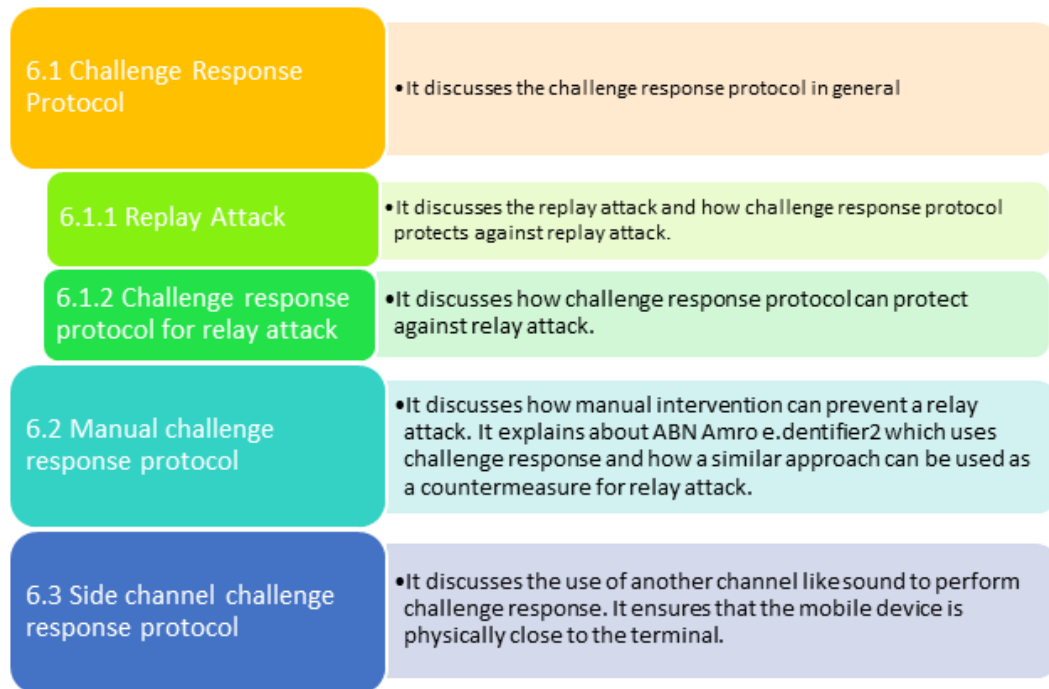 6.1 Challenge Response
Protocol
•It discusses the challenge response protocol in general
6.1.1 Replay Attack
•It discusses the replay attack and how challenge response protocol
protects against replay attack.
6.1.2 Challenge response
protocol for relay attack
•It discusses how challenge response protocol can protect
against relay attack.
6.2 Manual challenge
response protocol
•It discusses how manual intervention can prevent a relay
attack. It explains about ABN Amro e.dentifier2 which uses
challenge response and how a similar approach can be used as
a countermeasure for relay attack.
6.3 Side channel challenge
response protocol
•It discusses the use of another channel like sound to perform
challenge response. It ensures that the mobile device is
physically close to the terminal.